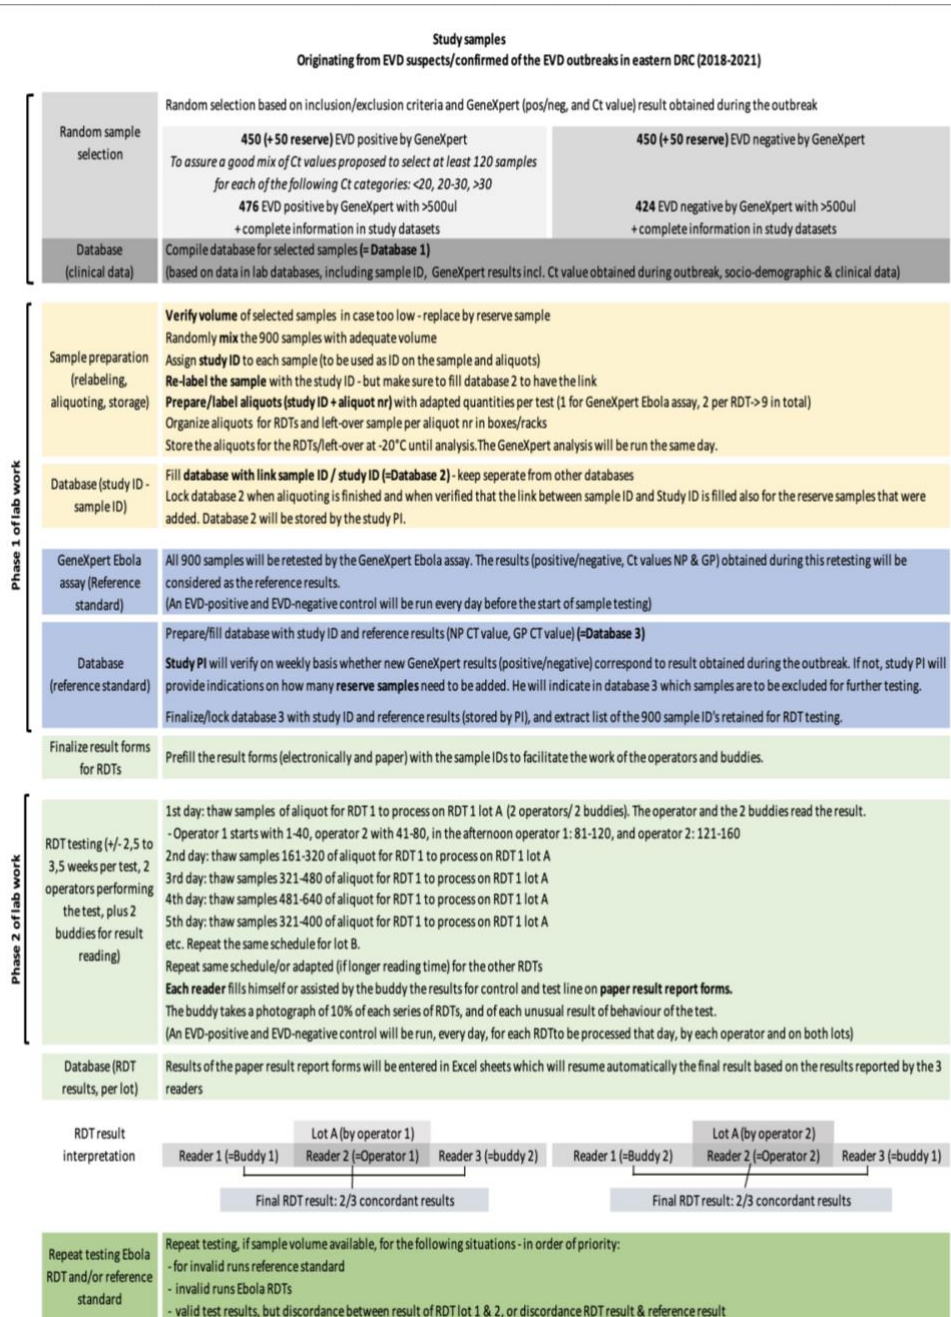 Study samples
Originating from EVD suspects/confirmed of the EVD outbreaks in eastern DRC (2018-2021)
Random sample
selection
Random selection based on inclusion/exclusion criteria and GeneXpert (pos/neg, and Ct value) result obtained during the outbreak
450 (+50 reserve) EVD positive by GeneXpert
To assure a good mix of Ct values proposed to select at least 120 samples
for each of the following Ct categories: <20, 20-30, >30
476 EVD positive by GeneXpert with >500ul
+ complete information in study datasets
450 (+50 reserve) EVD negative by GeneXpert
424 EVD negative by GeneXpert with >500ul
+ complete information in study datasets
Database
(clinical data)
Compile database for selected samples (= Database 1)
(based on data in lab databases, including sample ID, GeneXpert results incl. Ct value obtained during outbreak, socio-demographic & clinical data)
Phase 1 of lab work
Sample preparation
(relabeling,
aliquoting, storage)
Verify volume of selected samples in case too low - replace by reserve sample
Randomly mix the 900 samples with adequate volume
Assign study ID to each sample (to be used as ID on the sample and aliquots)
Re-label the sample with the study ID - but make sure to fill database 2 to have the link
Prepare/label aliquots (study ID + aliquot nr) with adapted quantities per test (1 for GeneXpert Ebola assay, 2 per RDT-> 9 in total)
Organize aliquots for RDTs and left-over sample per aliquot nr in boxes/racks
Store the aliquots for the RDTs/left-over at -20°C until analysis. The GeneXpert analysis will be run the same day.
Database (study ID -
sample ID)
Fill database with link sample ID / study ID (=Database 2) - keep seperate from other databases
Lock database 2 when aliquoting is finished and when verified that the link between sample ID and Study ID is filled also for the reserve samples that were
added. Database 2 will be stored by the study PI.
GeneXpert Ebola
assay (Reference
standard)
All 900 samples will be retested by the GeneXpert Ebola assay. The results (positive/negative, Ct values NP & GP) obtained during this retesting will be
considered as the reference results.
(An EVD-positive and EVD-negative control will be run every day before the start of sample testing)
Database
(reference standard)
Prepare/fill database with study ID and reference results (NP CT value, GP CT value) (=Database 3)
Study PI will verify on weekly basis whether new GeneXpert results (positive/negative) correspond to result obtained during the outbreak. If not, study PI will
provide indications on how many reserve samples need to be added. He will indicate in database 3 which samples are to be excluded for further testing.
Finalize/lock database 3 with study ID and reference results (stored by PI), and extract list of the 900 sample ID's retained for RDT testing.
Finalize result forms
for RDTs
Prefill the result forms (electronically and paper) with the sample IDs to facilitate the work of the operators and buddies.
Phase 2 of lab work
RDT testing (+/- 2,5 to
3,5 weeks per test, 2
operators performing
the test, plus 2
buddies for result
reading)
1st day: thaw samples of aliquot for RDT 1 to process on RDT 1 lot A (2 operators/ 2 buddies). The operator and the 2 buddies read the result.
- Operator 1 starts with 1-40, operator 2 with 41-80, in the afternoon operator 1: 81-120, and operator 2: 121-160
2nd day: thaw samples 161-320 of aliquot for RDT 1 to process on RDT 1 lot A
3rd day: thaw samples 321-480 of aliquot for RDT 1 to process on RDT 1 lot A
4th day: thaw samples 481-640 of aliquot for RDT 1 to process on RDT 1 lot A
5th day: thaw samples 321-400 of aliquot for RDT 1 to process on RDT 1 lot A
etc. Repeat the same schedule for lot B.
Repeat same schedule/or adapted (if longer reading time) for the other RDTs
Each reader fills himself or assisted by the buddy the results for control and test line on paper result report forms.
The buddy takes a photograph of 10% of each series of RDTs, and of each unusual result of behaviour of the test.
(An EVD-positive and EVD-negative control will be run, every day, for each RDTto be processed that day, by each operator and on both lots)
Database (RDT
results, per lot)
Results of the paper result report forms will be entered in Excel sheets which will resume automatically the final result based on the results reported by the 3
readers
RDT result
interpretation
Lot A (by operator 1)
Reader 1 (=Buddy 1) Reader 2 (=Operator 1) Reader 3 (=buddy 2)
Final RDT result: 2/3 concordant results
Lot A (by operator 2)
Reader 1 (=Buddy 2) Reader 2 (=Operator 2) Reader 3 (=buddy 1)
Final RDT result: 2/3 concordant results
Repeat testing Ebola
RDT and/or reference
standard
Repeat testing, if sample volume available, for the following situations - in order of priority:
- for invalid runs reference standard
- invalid runs Ebola RDTs
- valid test results, but discordance between result of RDT lot 1 & 2, or discordance RDT result & reference result